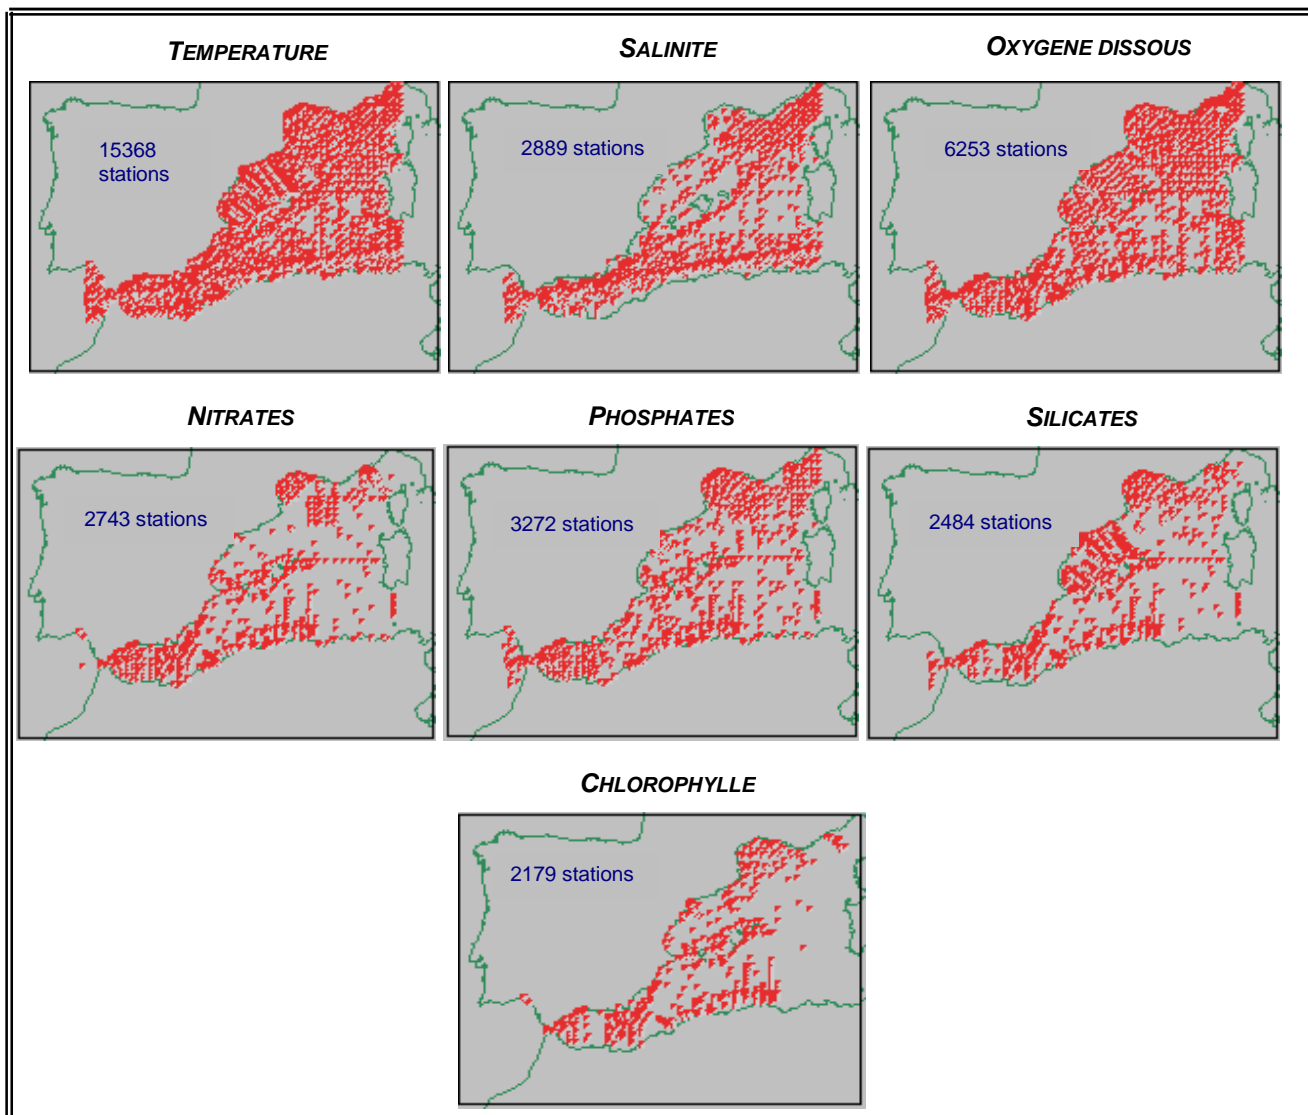 TEMPERATURE
SALINITE
OXYGENE DISSOUS
15368
stations
2889 stations
6253 stations
NITRATES
PHOSPHATES
SILICATES
2743 stations
3272 stations
2484 stations
CHLOROPHYLLE
2179 stations